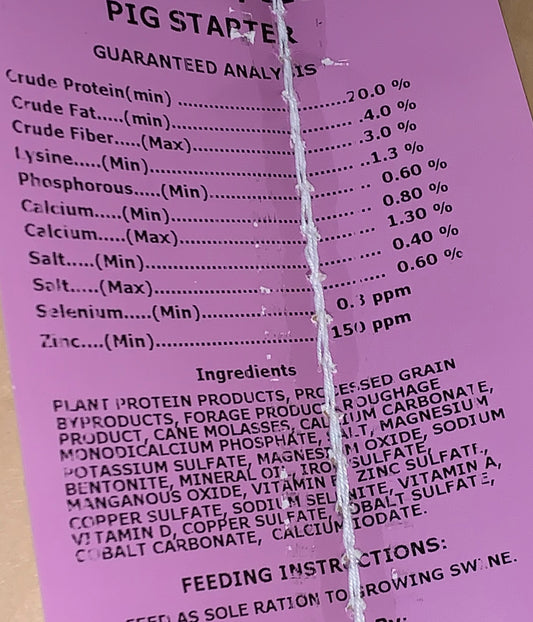 PIG STARTER
GUARANTEED ANALYSIS
Crude Protein(min) ..............................20.0 %
Crude Fat.....(min)............................... .4.0 %
Crude Fiber.....(Max)............................ .3.0 %
Lysine.....(Min).................................. ..1.3 %
Phosphorous.....(Min)......................... .. 0.60 %
Calcium.....(Min)............................... .. 0.80 %
Calcium.....(Max)............................... ... 1.30 %
Salt.....(Min)..................................... ... 0.40 %
Salt.....(Max)..................................... .... 0.60 %
Selenium.....(Min)....................... 0.3 ppm
Zinc....(Min)............................... 150 ppm
Ingredients
PLANT PROTEIN PRODUCTS, PROCESSED GRAIN
BYPRODUCTS, FORAGE PRODUCT, ROUGHAGE
PRODUCT, CANE MOLASSES, CALCIUM CARBONATE,
MONODICALCIUM PHOSPHATE, SALT, MAGNESIUM
POTASSIUM SULFATE, MAGNESIUM OXIDE, SODIUM
BENTONITE, MINERAL OIL, IRON SULFATE,
MANGANOUS OXIDE, VITAMIN ZINC SULFATE,
COPPER SULFATE, SODIUM SELENITE, VITAMIN A,
VITAMIN D, COPPER SULFATE, COBALT SULFATE,
COBALT CARBONATE, CALCIUM IODATE.
FEEDING INSTRUCTIONS:
FEED AS SOLE RATION TO GROWING SWINE.
By: